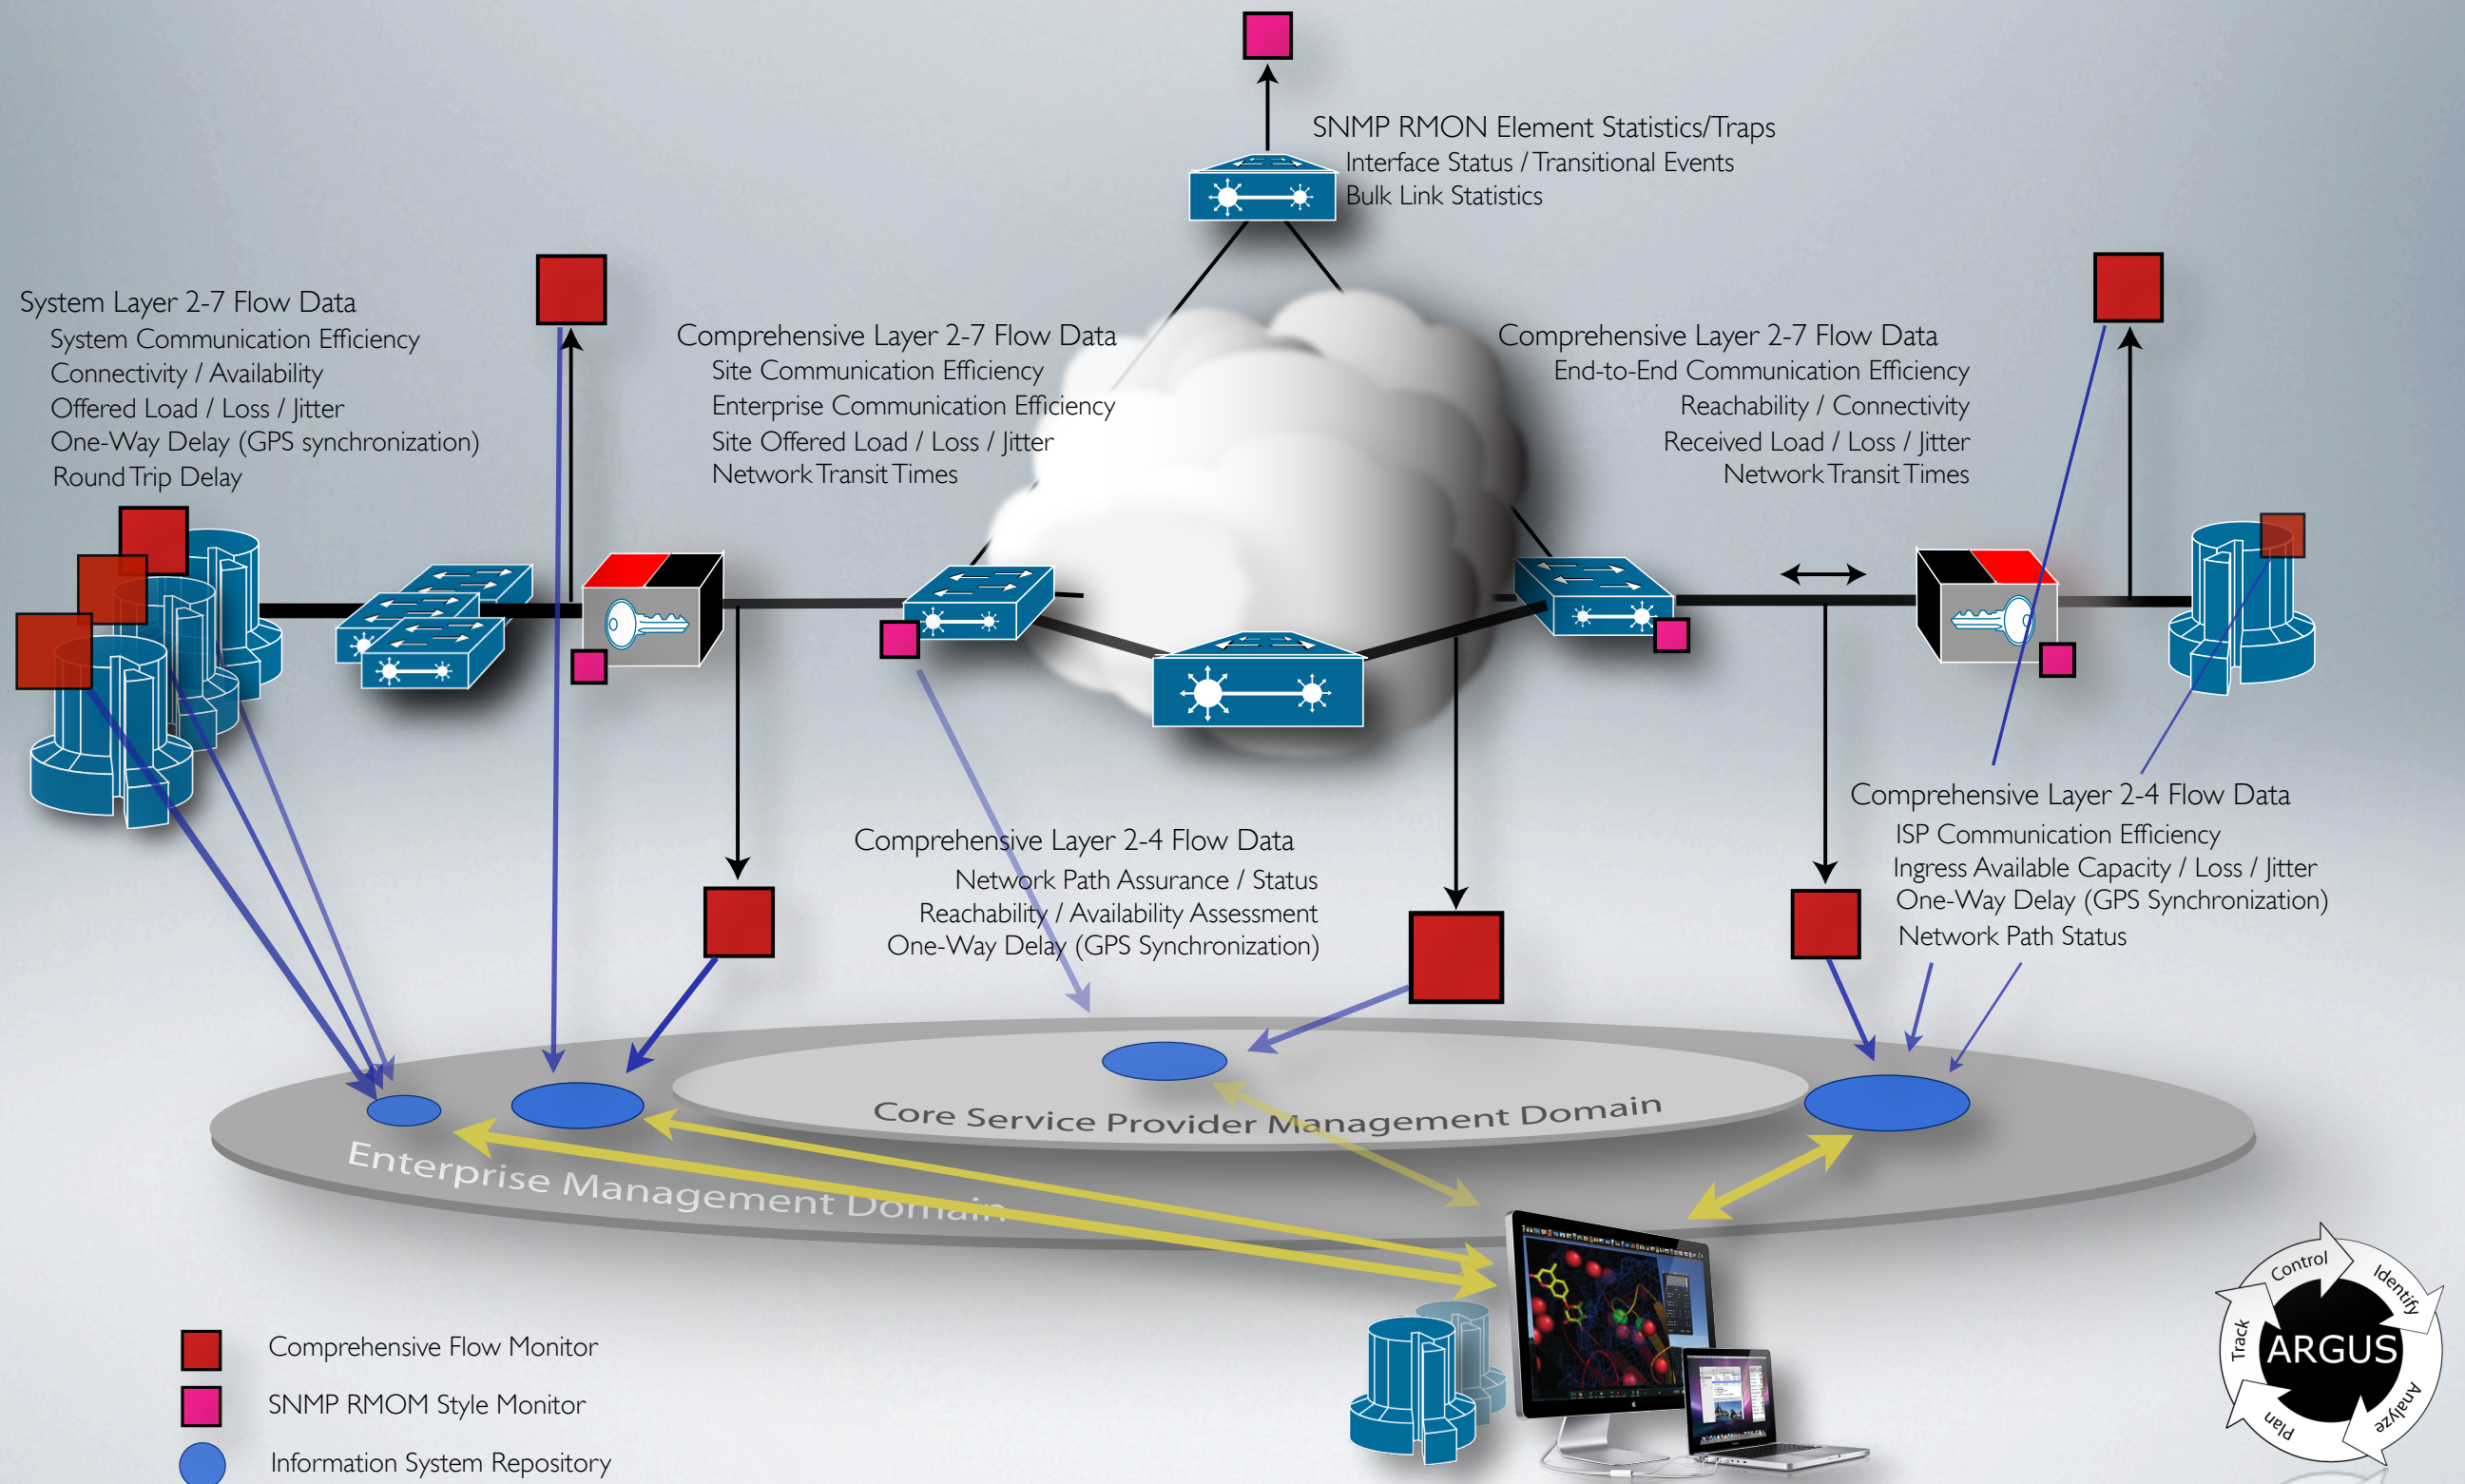 SNMP RMON Element Statistics/Traps
Interface Status / Transitional Events
Bulk Link Statistics
System Layer 2-7 Flow Data
System Communication Efficiency
Connectivity / Availability
Offered Load / Loss / Jitter
One-Way Delay (GPS synchronization)
Round Trip Delay
Comprehensive Layer 2-7 Flow Data
Site Communication Efficiency
Enterprise Communication Efficiency
Site Offered Load / Loss / Jitter
Network Transit Times
Comprehensive Layer 2-7 Flow Data
End-to-End Communication Efficiency
Reachability / Connectivity
Received Load / Loss / Jitter
Network Transit Times
Comprehensive Layer 2-4 Flow Data
Network Path Assurance / Status
Reachability / Availability Assessment
One-Way Delay (GPS Synchronization)
Comprehensive Layer 2-4 Flow Data
ISP Communication Efficiency
Ingress Available Capacity / Loss / Jitter
One-Way Delay (GPS Synchronization)
Network Path Status
Core Service Provider Management Domain
Enterprise Management Domain
Comprehensive Flow Monitor
SNMP RMOM Style Monitor
Information System Repository
Control
Identify
Analyze
Plan
Track
ARGUS